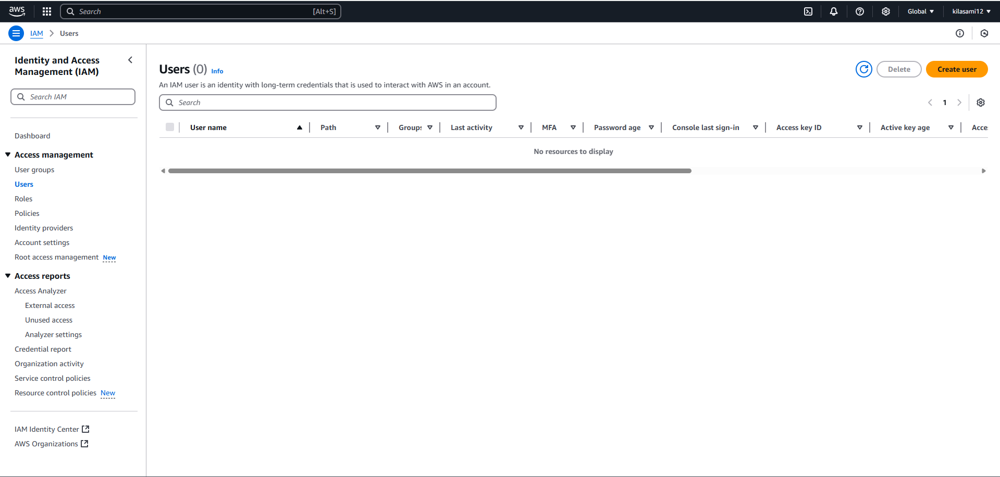 aws
Search [Alt+S]
Global
kilasami12
IAM > Users
Identity and Access
Management (IAM)
Search IAM
Dashboard
Access management
User groups
Users
Roles
Policies
Identity providers
Account settings
Root access management New
Access reports
Access Analyzer
External access
Unused access
Analyzer settings
Credential report
Organization activity
Service control policies
Resource control policies New
IAM Identity Center
AWS Organizations
Users (0) Info
Delete
Create user
An IAM user is an identity with long-term credentials that is used to interact with AWS in an account.
Search
1
User name Path Groups Last activity MFA Password age Console last sign-in Access key ID Active key age Acce
No resources to display